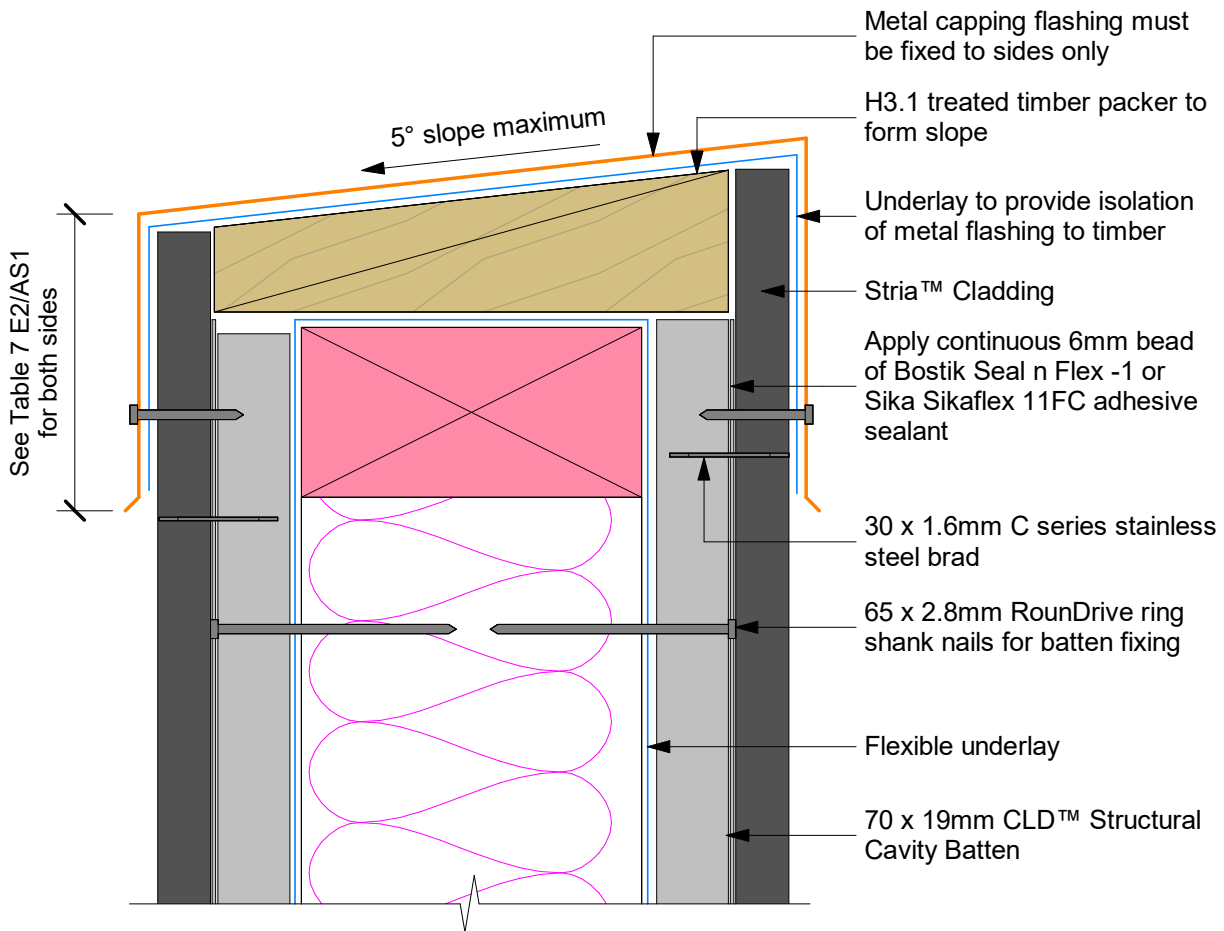 Metal capping flashing must
be fixed to sides only
H3.1 treated timber packer to
form slope
5° slope maximum
Underlay to provide isolation
of metal flashing to timber
Stria™ Cladding
See Table 7 E2/AS1
for both sides
Apply continuous 6mm bead
of Bostik Seal n Flex -1 or
Sika Sikaflex 11FC adhesive
sealant
30 x 1.6mm C series stainless
steel brad
65 x 2.8mm RounDrive ring
shank nails for batten fixing
Flexible underlay
70 x 19mm CLD™ Structural
Cavity Batten